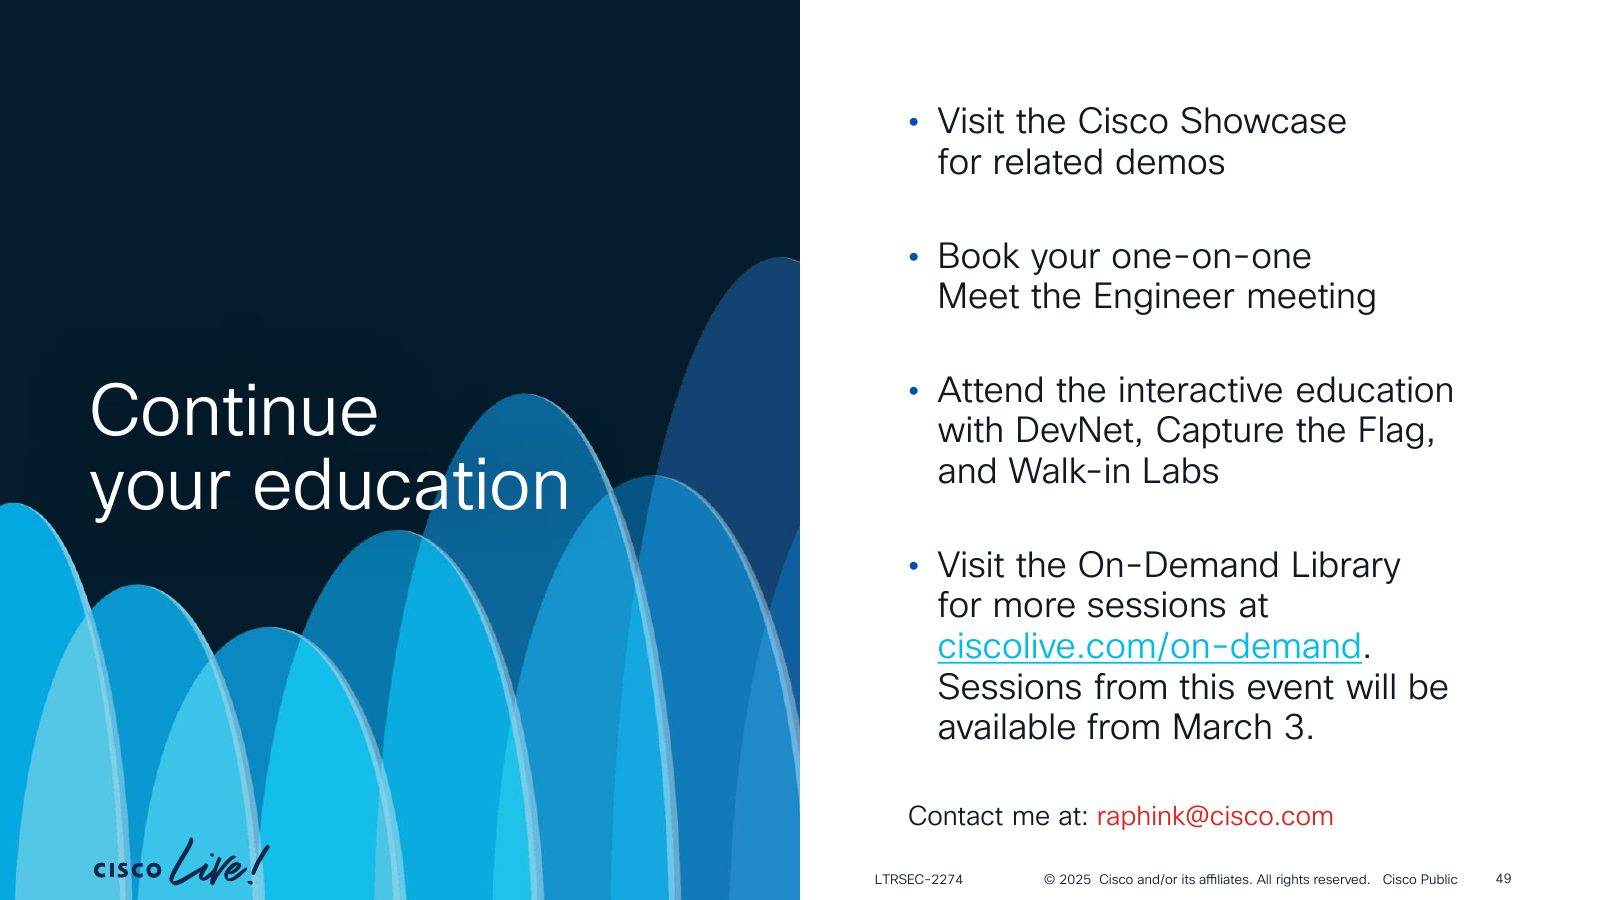 Continue
your education
• Visit the Cisco Showcase
for related demos
• Book your one-on-one
Meet the Engineer meeting
• Attend the interactive education
with DevNet, Capture the Flag,
and Walk-in Labs
• Visit the On-Demand Library
for more sessions at
ciscolive.com/on-demand.
Sessions from this event will be
available from March 3.
Contact me at: raphink@cisco.com
CISCO Live!
LTRSEC-2274
© 2025 Cisco and/or its affiliates. All rights reserved. Cisco Public
49